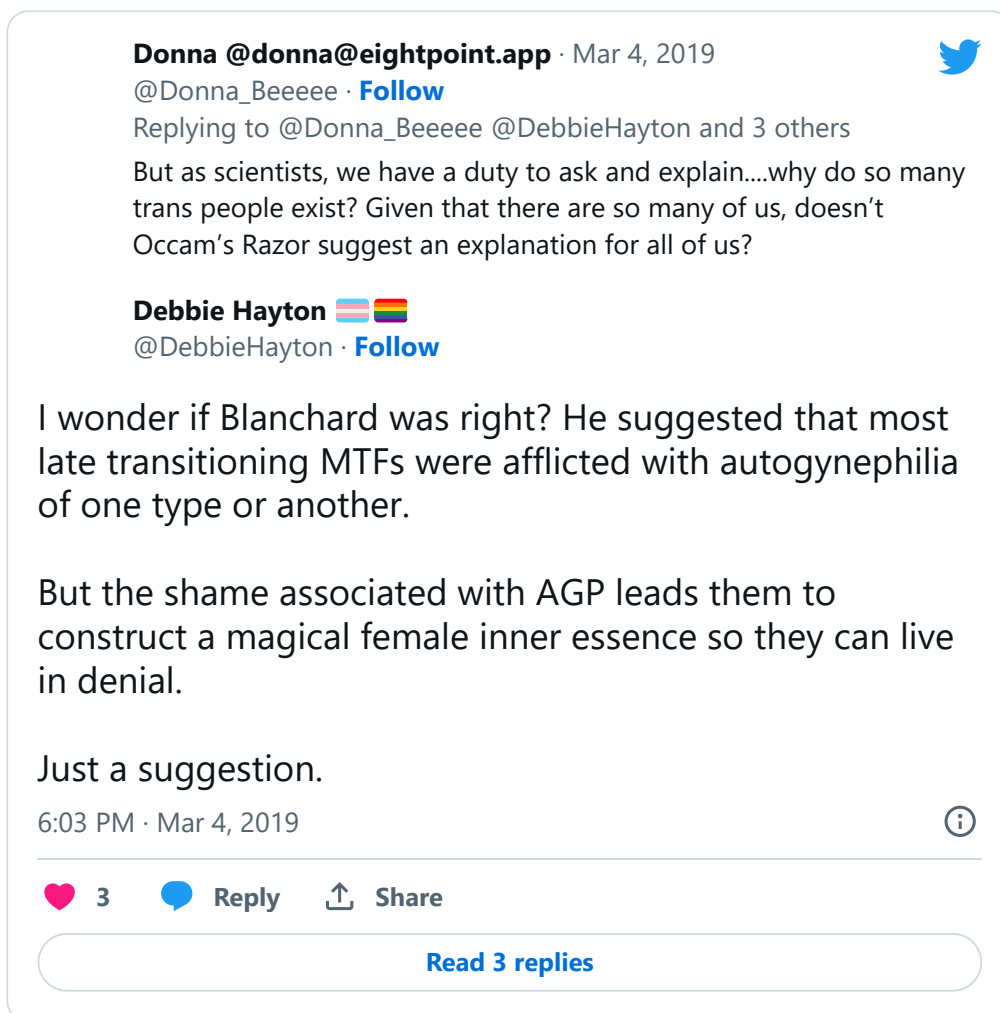 Donna @donna@eightpoint.app · Mar 4, 2019
@Donna_Beeeee · Follow
Replying to @Donna_Beeeee @DebbieHayton and 3 others
But as scientists, we have a duty to ask and explain....why do so many
trans people exist? Given that there are so many of us, doesn’t
Occam’s Razor suggest an explanation for all of us?
Debbie Hayton 🏳️‍⚧️🏳️‍🌈
@DebbieHayton · Follow
I wonder if Blanchard was right? He suggested that most
late transitioning MTFs were afflicted with autogynephilia
of one type or another.
But the shame associated with AGP leads them to
construct a magical female inner essence so they can live
in denial.
Just a suggestion.
6:03 PM · Mar 4, 2019
3 Reply Share
Read 3 replies